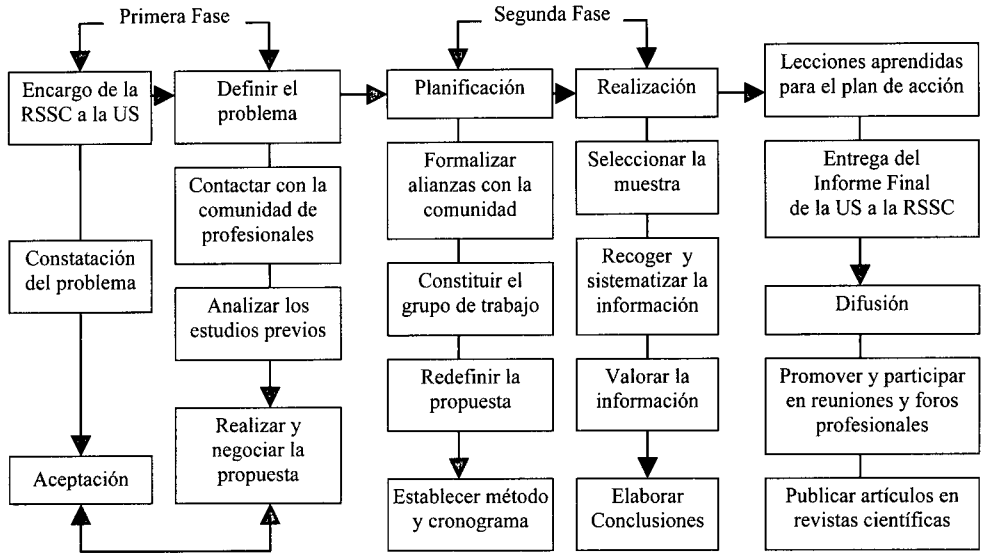 Primera Fase
Segunda Fase
Encargo de la
RSSC a la US
Constatación
del problema
Aceptación
Definir el
problema
Contactar con la
comunidad de
profesionales
Analizar los
estudios previos
Realizar y
negociar la
propuesta
Planificación
Formalizar
alianzas con la
comunidad
Constituir el
grupo de trabajo
Redefinir la
propuesta
Establecer método
y cronograma
Realización
Seleccionar la
muestra
Recoger y
sistematizar la
información
Valorar la
información
Elaborar
Conclusiones
Lecciones aprendidas
para el plan de acción
Entrega del
Informe Final
de la US a la RSSC
Difusión
Promover y participar
en reuniones y foros
profesionales
Publicar artículos en
revistas científicas